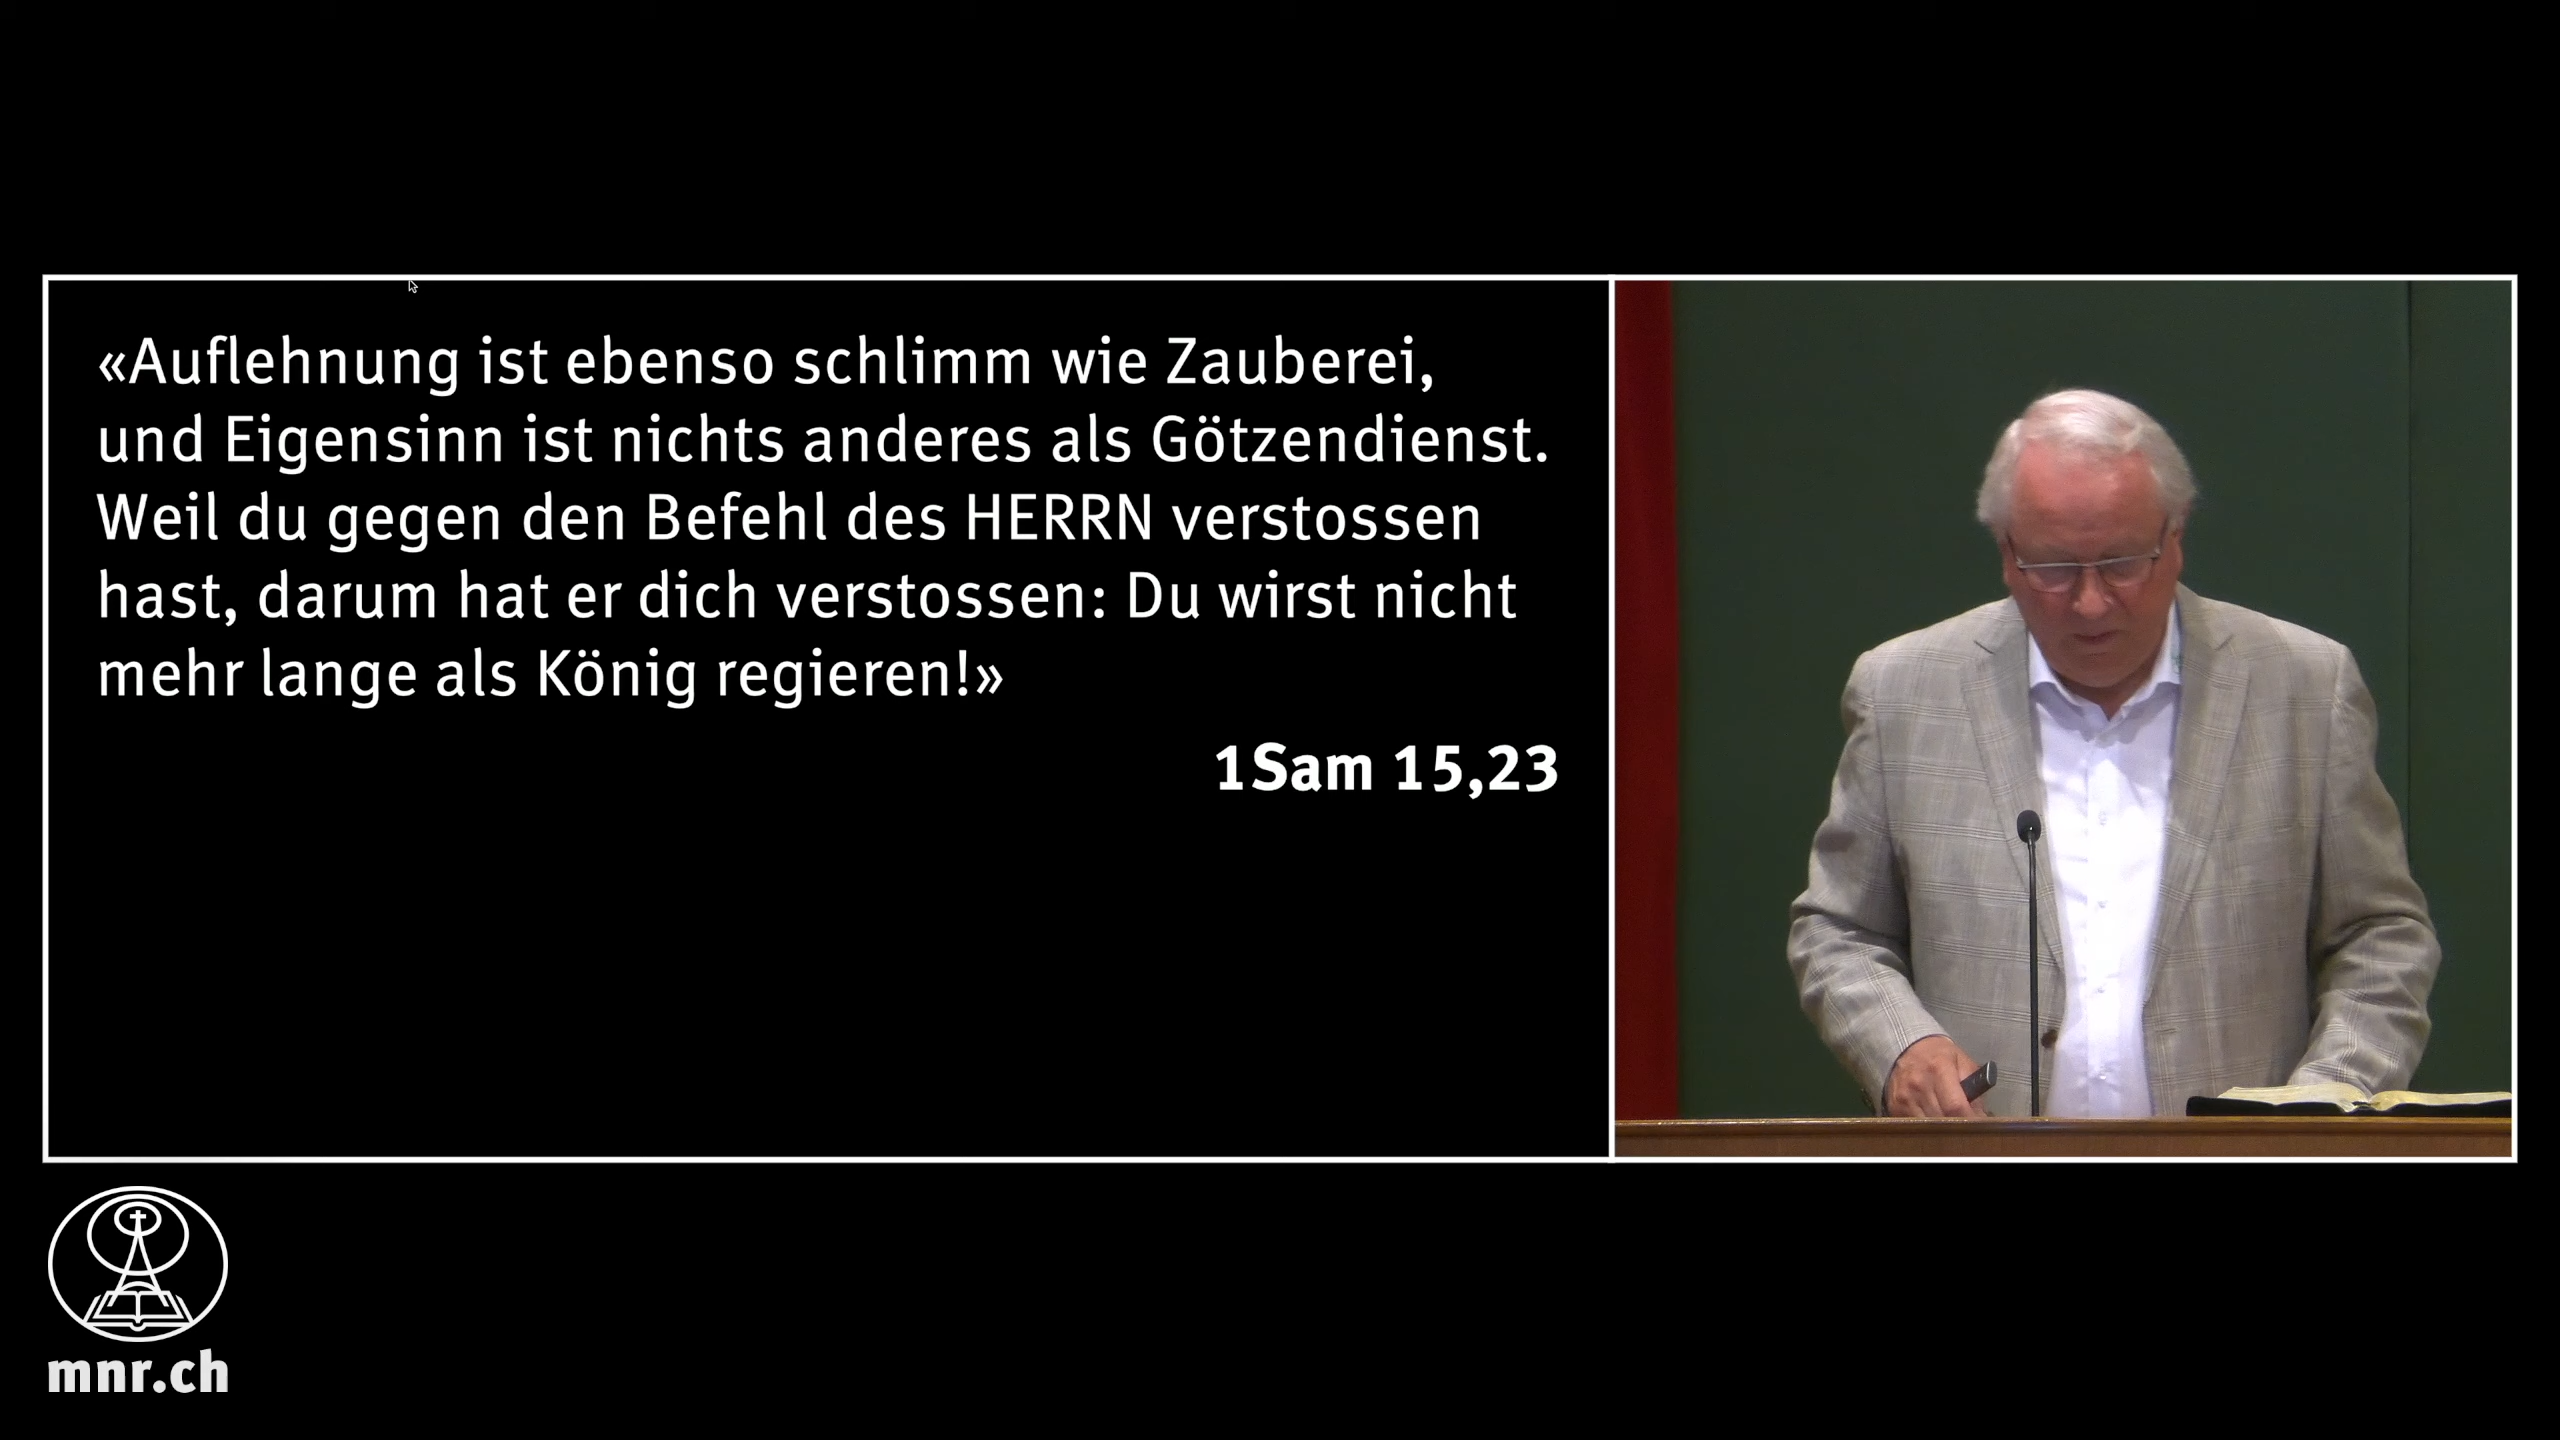 «Auflehnung ist ebenso schlimm wie Zauberei,
und Eigensinn ist nichts anderes als Götzendienst.
Weil du gegen den Befehl des HERRN verstossen
hast, darum hat er dich verstossen: Du wirst nicht
mehr lange als König regieren!»
1Sam 15,23
mnr.ch